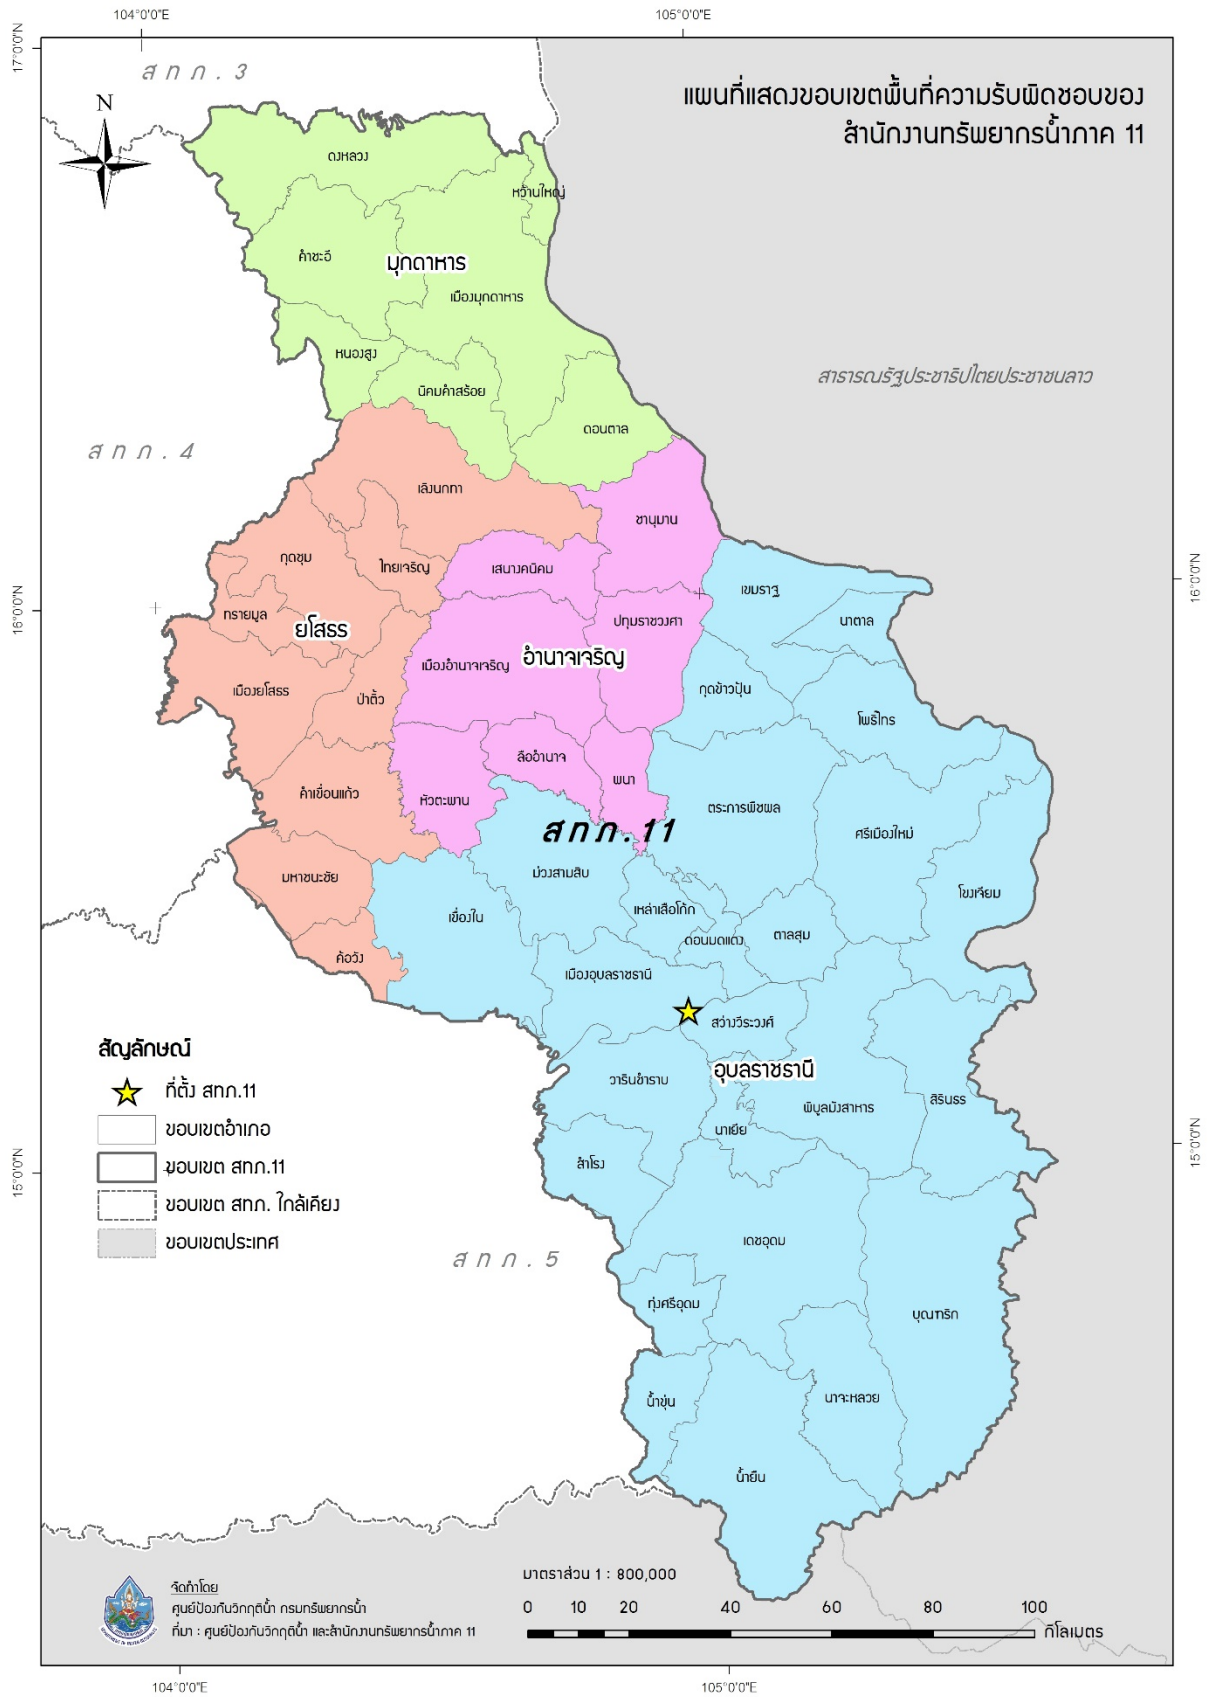 104°0'0"E
105°0'0"E
17°0'0"N
ส ท ภ . 3
แผนที่แสดงขอบเขตพื้นที่ความรับผิดชอบของ
สำนักงานทรัพยากรน้ำภาค 11
N
ดงหลวง
หว้านใหญ่
คำชะอี
มุกดาหาร
เมืองมุกดาหาร
หนองสูง
สาธารณรัฐประชาธิปไตยประชาชนลาว
นิคมคำสร้อย
ดอนตาล
ส ท ภ . 4
เลิงนกทา
ชานุมาน
กุดชุม
ไทยเจริญ
เสนางคนิคม
เขมราฐ
16°0'0"N
16°0'0"N
ทรายมูล
ยโสธร
ปทุมราชวงศา
นาตาล
เมืองอำนาจเจริญ
อำนาจเจริญ
เมืองยโสธร
ป่าติ้ว
กุดข้าวปุ้น
โพธิ์ไทร
ลืออำนาจ
พนา
คำเขื่อนแก้ว
หัวตะพาน
ตระการพืชผล
สทภ.11
ศรีเมืองใหม่
มหาชนะชัย
ม่วงสามสิบ
โขงเจียม
เขื่องใน
เหล่าเสือโก้ก
ดอนมดแดง
ตาลสุม
ค้อวัง
เมืองอุบลราชธานี
สว่างวีระวงศ์
สัญลักษณ์
ที่ตั้ง สทภ.11
ขอบเขตอำเภอ
ขอบเขต สทภ.11
ขอบเขต สทภ. ใกล้เคียง
ขอบเขตประเทศ
วารินชำราบ
อุบลราชธานี
พิบูลมังสาหาร
สิรินธร
นาเยีย
15°0'0"N
15°0'0"N
สำโรง
ส ท ภ . 5
เดชอุดม
ทุ่งศรีอุดม
บุณฑริก
น้ำขุ่น
นาจะหลวย
น้ำยืน
จัดทำโดย
ศูนย์ป้องกันวิกฤติน้ำ กรมทรัพยากรน้ำ
ที่มา : ศูนย์ป้องกันวิกฤติน้ำ และสำนักงานทรัพยากรน้ำภาค 11
มาตราส่วน 1 : 800,000
0 10 20 40 60 80 100
กิโลเมตร
104°0'0"E
105°0'0"E